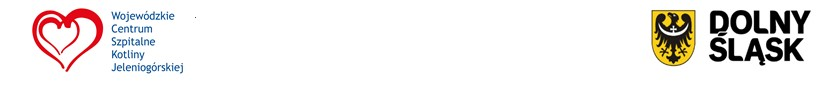 Wojewódzkie
Centrum
Szpitalne
Kotliny
Jeleniogórskiej
DOLNY
ŚLĄSK